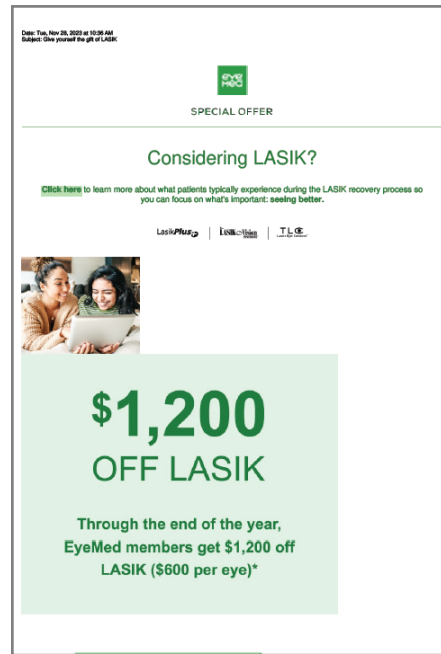 Date: Tue, Nov 28, 2023 at 10:36 AM
Subject: Give yourself the gift of LASIK
eye
Med
SPECIAL OFFER
Considering LASIK?
Click here to learn more about what patients typically experience during the LASIK recovery process so
you can focus on what's important: seeing better.
LasikPlus LASIK Vision TLC
$1,200
OFF LASIK
Through the end of the year,
EyeMed members get $1,200 off
LASIK ($600 per eye)*